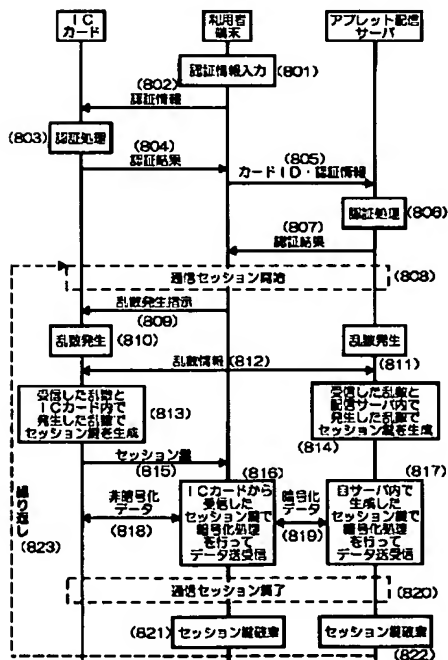 ICカード
利用者端末
アプレット配信サーバ
認証情報入力
(801)
(802)
認証情報
(803)
認証処理
(804)
認証結果
(805)
カードID・認証情報
認証処理
(806)
(807)
認証結果
通信セッション開始
(808)
乱数発生指示
(809)
乱数発生
(810)
乱数発生
(811)
乱数情報
(812)
受信した乱数と
ICカード内で
発生した乱数で
セッション鍵を生成
(813)
受信した乱数と
配信サーバ内で
発生した乱数で
セッション鍵を生成
(814)
セッション鍵
(815)
(816)
ICカードから
受信した
セッション鍵で
暗号化処理
を行って
データ送受信
(817)
自サーバ内で
生成した
セッション鍵で
暗号化処理
を行って
データ送受信
非暗号化
データ
(818)
暗号化
データ
(819)
繰り返し
(823)
通信セッション終了
(820)
(821)
セッション鍵破棄
セッション鍵破棄
(822)